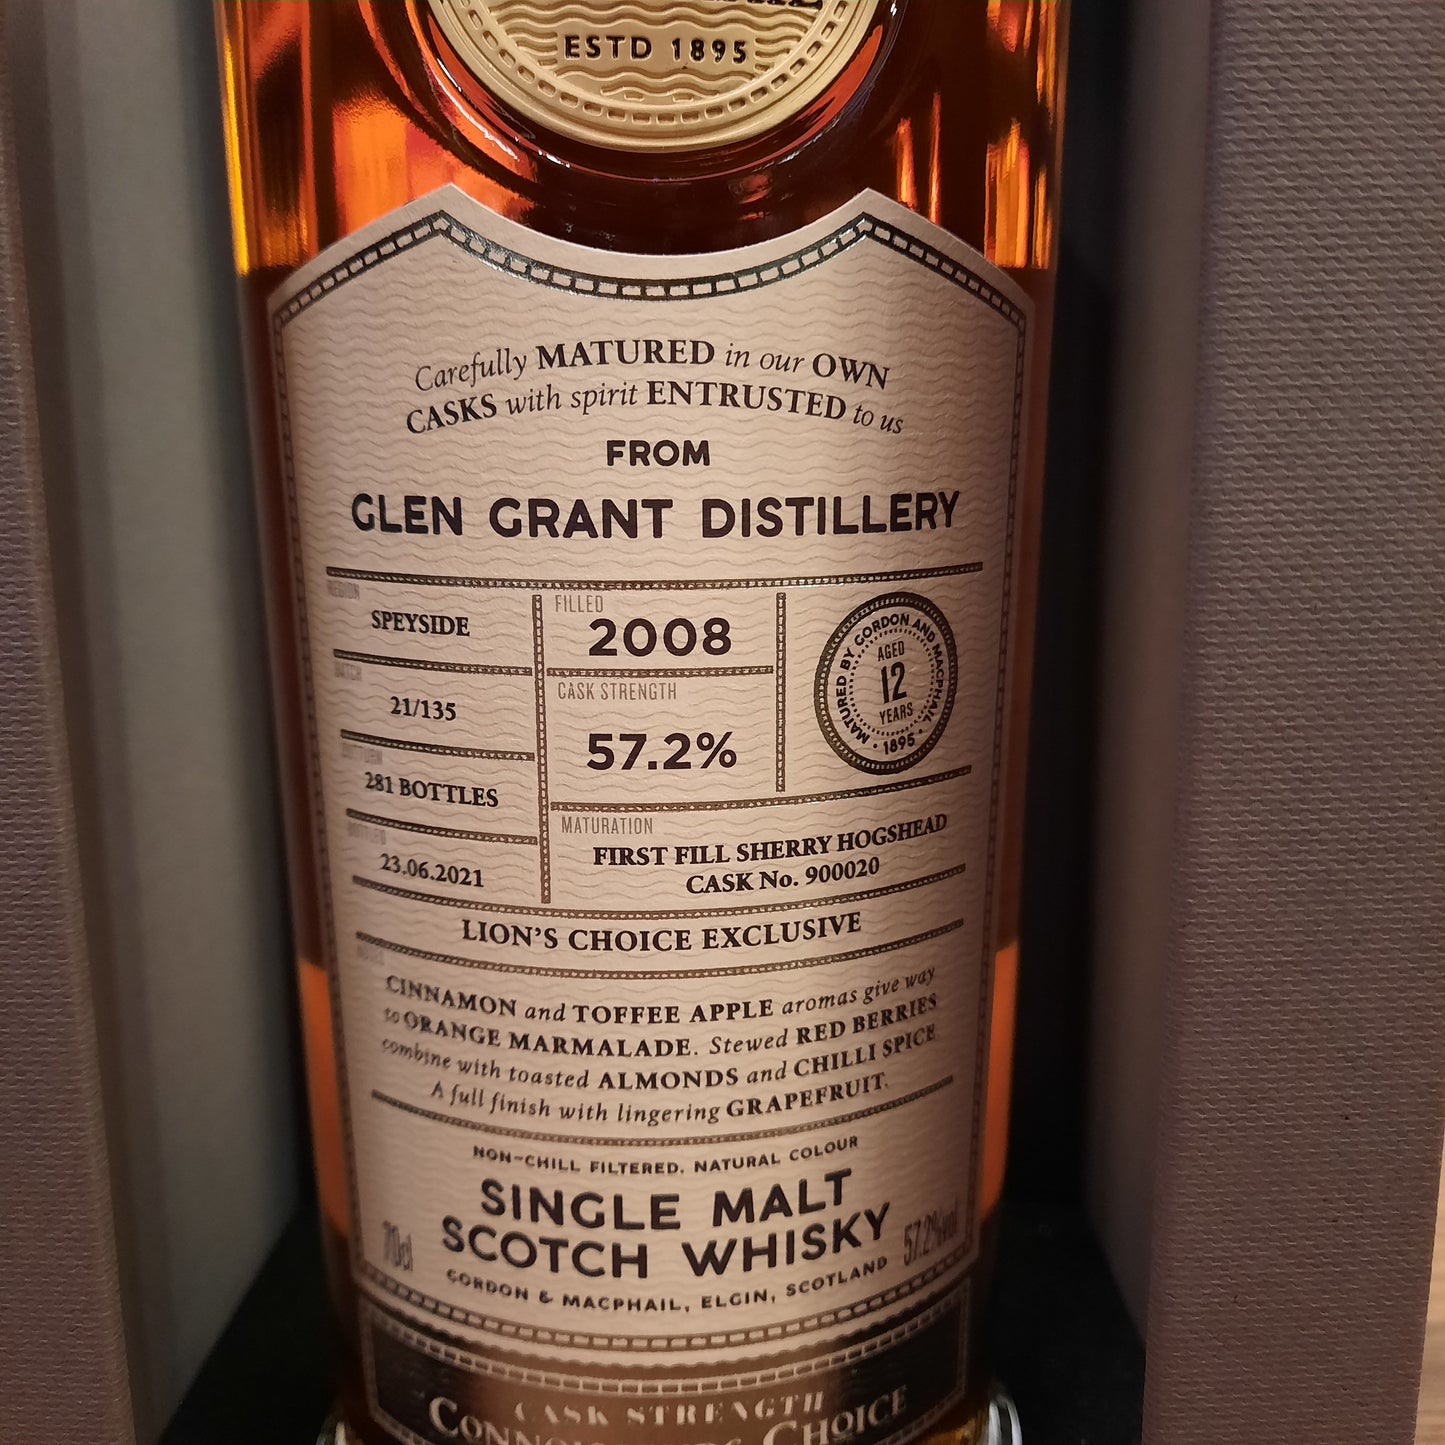 ESTD 1895
Carefully MATURED in our OWN
CASKS with spirit ENTRUSTED to us
FROM
GLEN GRANT DISTILLERY
REGION
SPEYSIDE
BATCH
21/135
RETURN
281 BOTTLES
BOTTLED
23.06.2021
FILLED
2008
CASK STRENGTH
57.2%
MATURED BY GORDON AND MACPHAIL
AGED
12
YEARS
• 1895 •
MATURATION
FIRST FILL SHERRY HOGSHEAD
CASK No. 900020
LION'S CHOICE EXCLUSIVE
CINNAMON and TOFFEE APPLE aromas give way
to ORANGE MARMALADE. Stewed RED BERRIES
combine with toasted ALMONDS and CHILLI SPICE.
A full finish with lingering GRAPEFRUIT.
NON-CHILL FILTERED, NATURAL COLOUR
SINGLE MALT
SCOTCH WHISKY
70cl
57.2%vol
GORDON & MACPHAIL, ELGIN, SCOTLAND
CASK STRENGTH
CHOICE